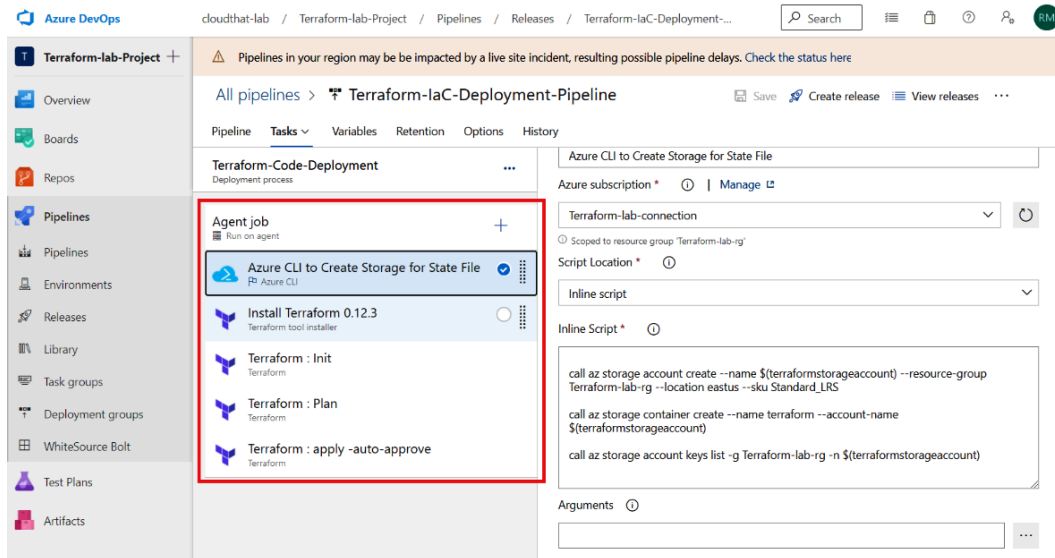 Azure DevOps
cloudthat-lab / Terraform-lab-Project / Pipelines / Releases / Terraform-IaC-Deployment-...
Search
RM
T Terraform-lab-Project
Overview
Boards
Repos
Pipelines
Pipelines
Environments
Releases
Library
Task groups
Deployment groups
WhiteSource Bolt
Test Plans
Artifacts
Pipelines in your region may be be impacted by a live site incident, resulting possible pipeline delays. Check the status here
All pipelines > Terraform-IaC-Deployment-Pipeline
Save Create release View releases ...
Pipeline Tasks Variables Retention Options History
Terraform-Code-Deployment
Deployment process
Agent job
Run on agent
Azure CLI to Create Storage for State File
Azure CLI
Install Terraform 0.12.3
Terraform tool installer
Terraform : Init
Terraform
Terraform : Plan
Terraform
Terraform : apply -auto-approve
Terraform
Azure CLI to Create Storage for State File
Azure subscription * | Manage
Terraform-lab-connection
Scoped to resource group 'Terraform-lab-rg'
Script Location *
Inline script
Inline Script *
call az storage account create --name $(terraformstorageaccount) --resource-group
Terraform-lab-rg --location eastus --sku Standard_LRS
call az storage container create --name terraform --account-name
$(terraformstorageaccount)
call az storage account keys list -g Terraform-lab-rg -n $(terraformstorageaccount)
Arguments
...